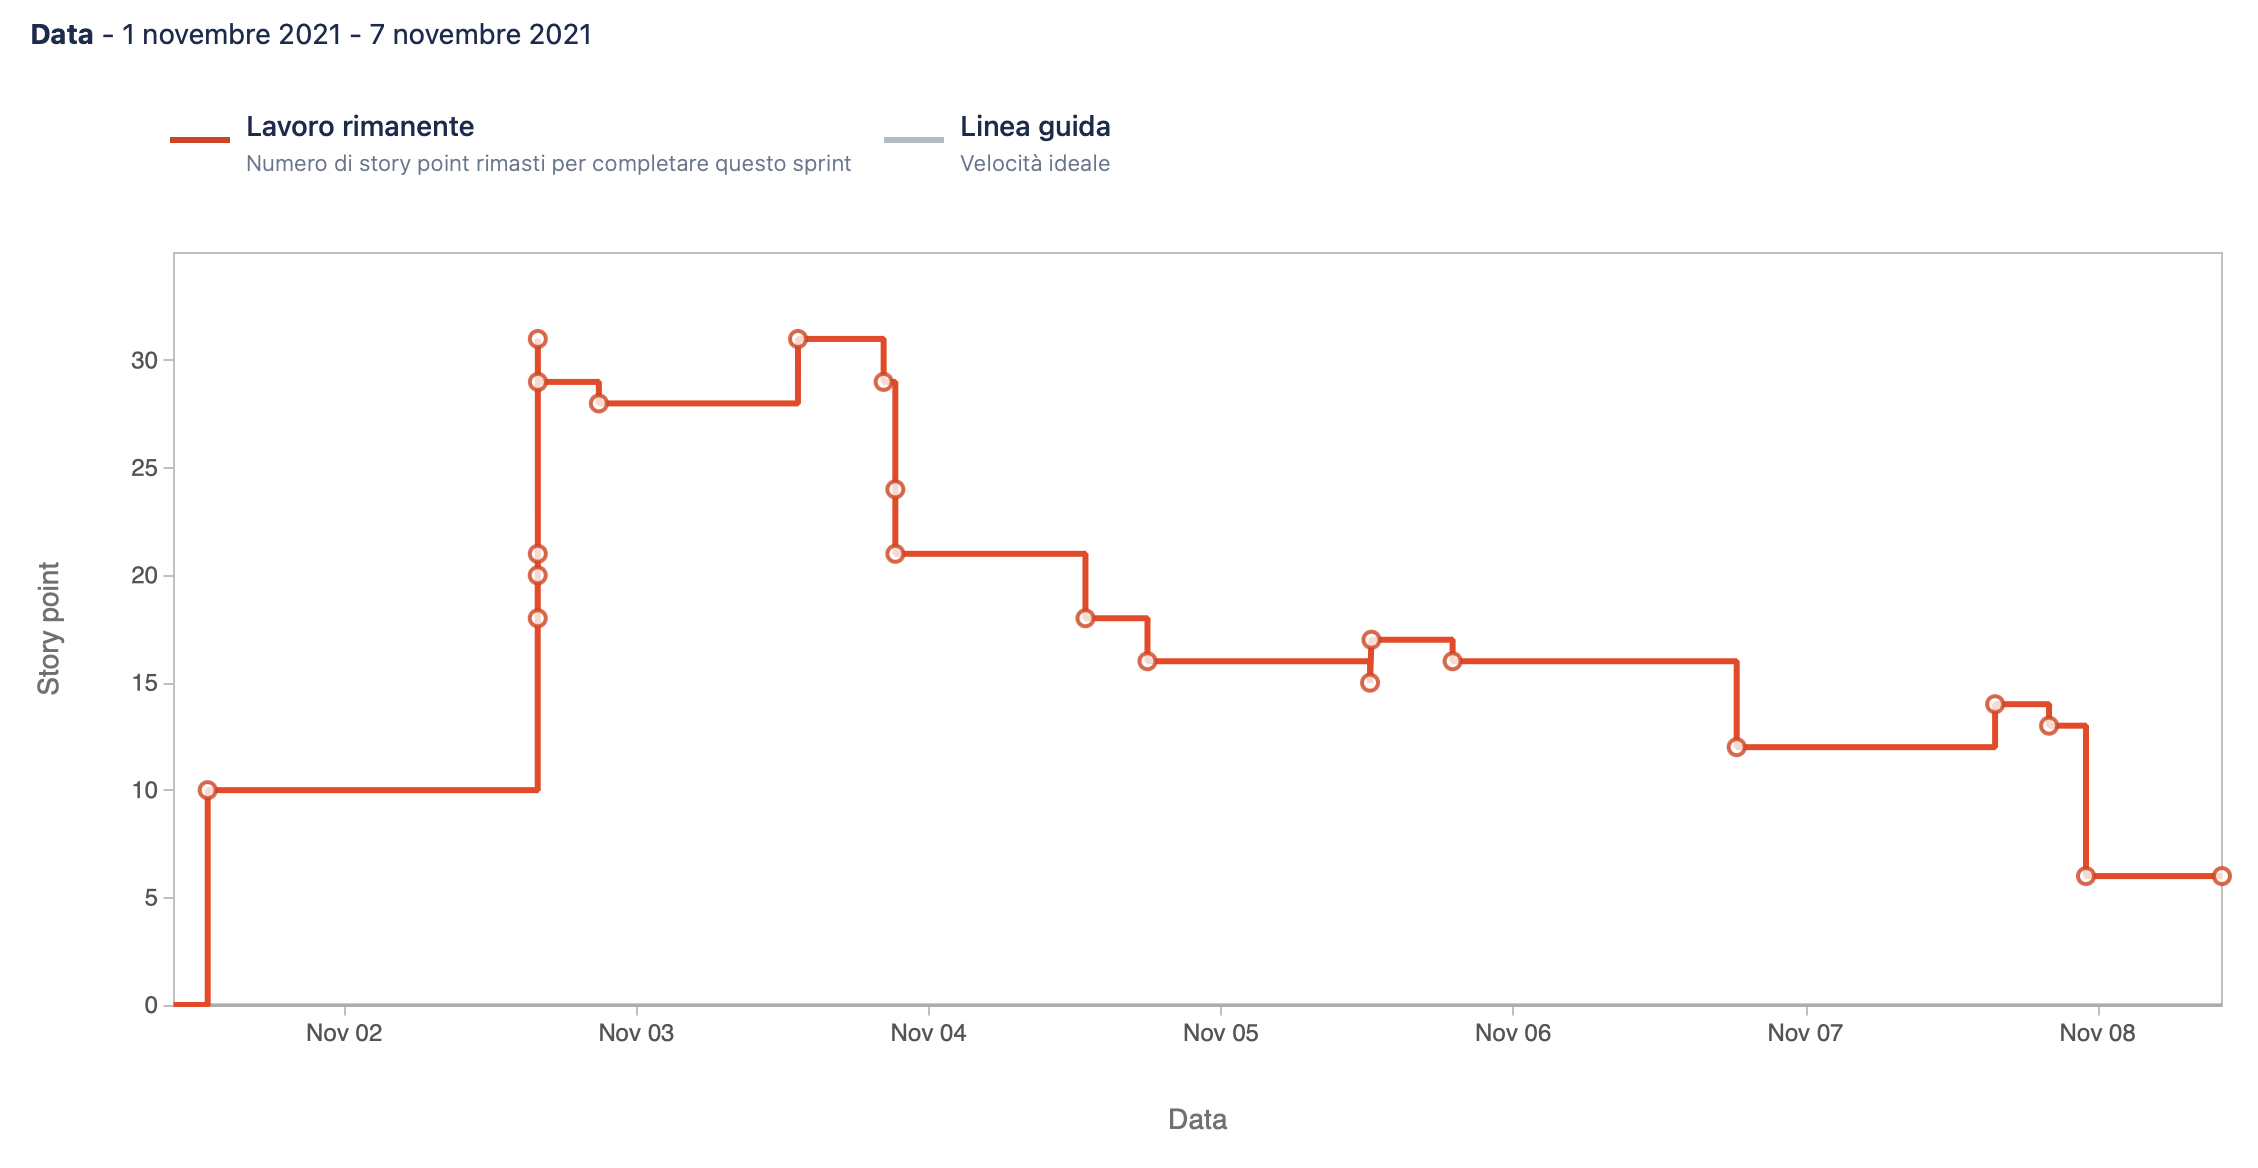 Data - 1 novembre 2021 - 7 novembre 2021
Lavoro rimanente
Numero di story point rimasti per completare questo sprint
Linea guida
Velocità ideale
Story point
30
25
20
15
10
5
0
Nov 02
Nov 03
Nov 04
Nov 05
Nov 06
Nov 07
Nov 08
Data